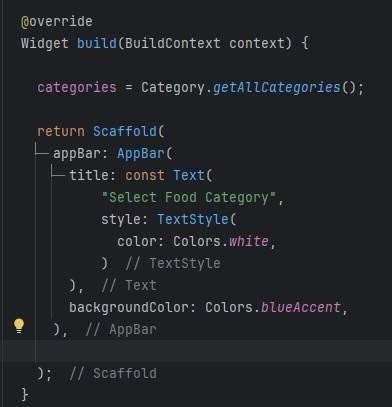 @override
Widget build(BuildContext context) {
categories = Category.getAllCategories();
return Scaffold(
appBar: AppBar(
title: const Text(
"Select Food Category",
style: TextStyle(
color: Colors.white,
) // TextStyle
), // Text
backgroundColor: Colors.blueAccent,
), // AppBar
); // Scaffold
}